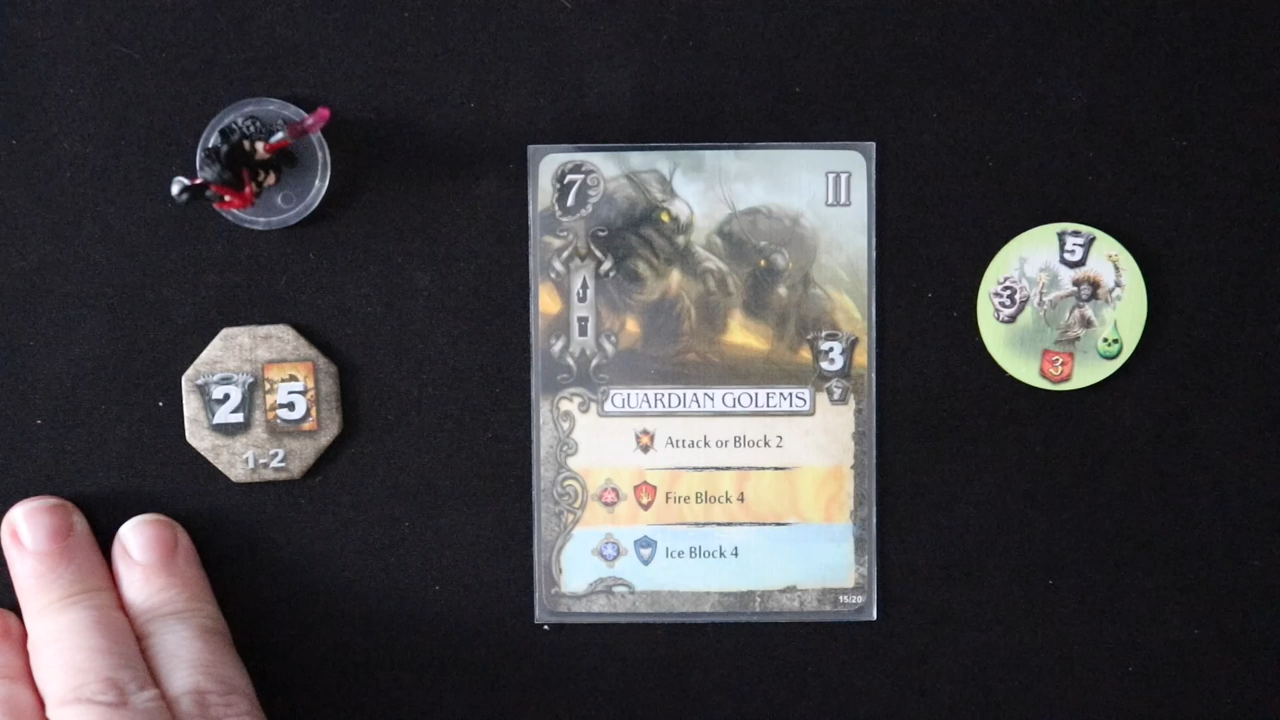 7
II
5
3
3
2 5
1-2
3
GUARDIAN GOLEMS
Attack or Block 2
Fire Block 4
Ice Block 4
15/20